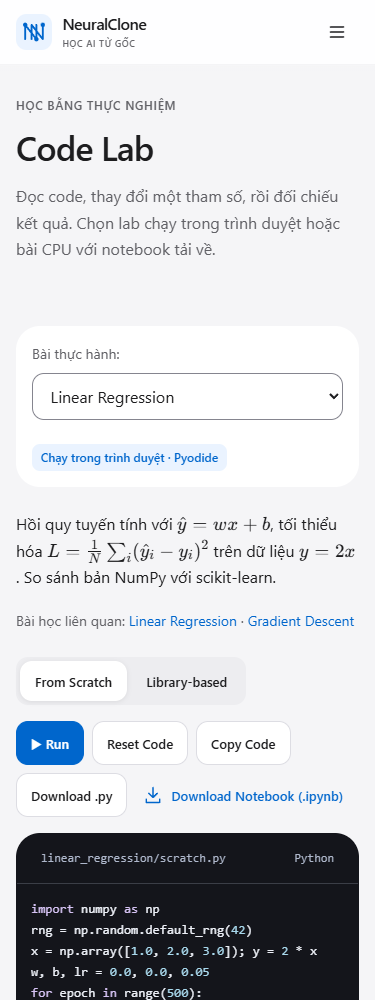 NeuralClone
HỌC AI TỪ GỐC
HỌC BẰNG THỰC NGHIỆM
Code Lab
Đọc code, thay đổi một tham số, rồi đối chiếu
kết quả. Chọn lab chạy trong trình duyệt hoặc
bài CPU với notebook tải về.
Bài thực hành:
Linear Regression
Chạy trong trình duyệt · Pyodide
Hồi quy tuyến tính với ŷ = wx + b, tối thiểu
hóa L = 1/N ∑ᵢ(ŷᵢ − yᵢ)² trên dữ liệu y = 2x
. So sánh bản NumPy với scikit-learn.
Bài học liên quan: Linear Regression · Gradient Descent
From Scratch Library-based
▶ Run Reset Code Copy Code
Download .py Download Notebook (.ipynb)
linear_regression/scratch.py Python
import numpy as np
rng = np.random.default_rng(42)
x = np.array([1.0, 2.0, 3.0]); y = 2 * x
w, b, lr = 0.0, 0.0, 0.05
for epoch in range(500):